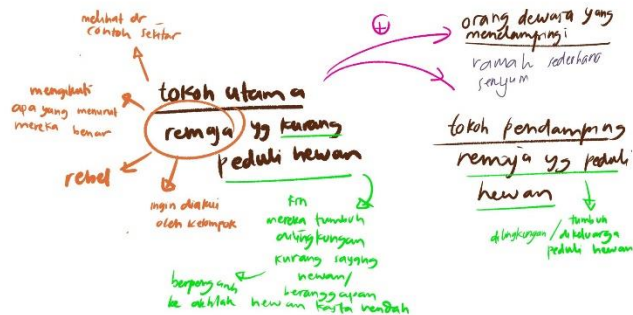 melihat dr
contoh sekitar
mengikuti
apa yang menurut
mereka benar
rebel
ingin diakui
oleh kelompok
tokoh utama
remaja yg kurang
peduli hewan
krn
mereka tumbuh
dilingkungan
kurang sayang
hewan/
beranggapan
hewan kasta rendah
berpengaruh
ke akhlak
+
orang dewasa yang
mendampingi
ramah sederhana
senyum
tokoh pendamping
remaja yg peduli
hewan
tumbuh
dilingkungan/dikeluarga
peduli hewan